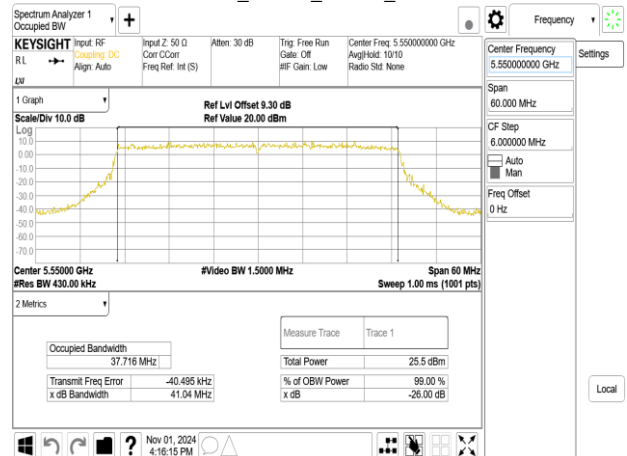 Spectrum Analyzer 1
Occupied BW
Frequency
KEYSIGHT
R L
LXI
Input: RF
Coupling: DC
Align: Auto
Input Z: 50 Ω
Corr CCorr
Freq Ref: Int (S)
Atten: 30 dB
Trig: Free Run
Gate: Off
#IF Gain: Low
Center Freq: 5.550000000 GHz
Avg|Hold: 10/10
Radio Std: None
Center Frequency
5.550000000 GHz
Settings
Span
60.000 MHz
CF Step
6.000000 MHz
Auto
Man
Freq Offset
0 Hz
1 Graph
Scale/Div 10.0 dB
Ref Lvl Offset 9.30 dB
Ref Value 20.00 dBm
Log
10.0
0.00
-10.0
-20.0
-30.0
-40.0
-50.0
-60.0
-70.0
Center 5.55000 GHz
#Video BW 1.5000 MHz
Span 60 MHz
#Res BW 430.00 kHz
Sweep 1.00 ms (1001 pts)
2 Metrics
Measure Trace
Trace 1
Occupied Bandwidth
37.716 MHz
Total Power
25.5 dBm
Transmit Freq Error
-40.495 kHz
% of OBW Power
99.00 %
x dB Bandwidth
41.04 MHz
x dB
-26.00 dB
Local
?
Nov 01, 2024
4:16:15 PM